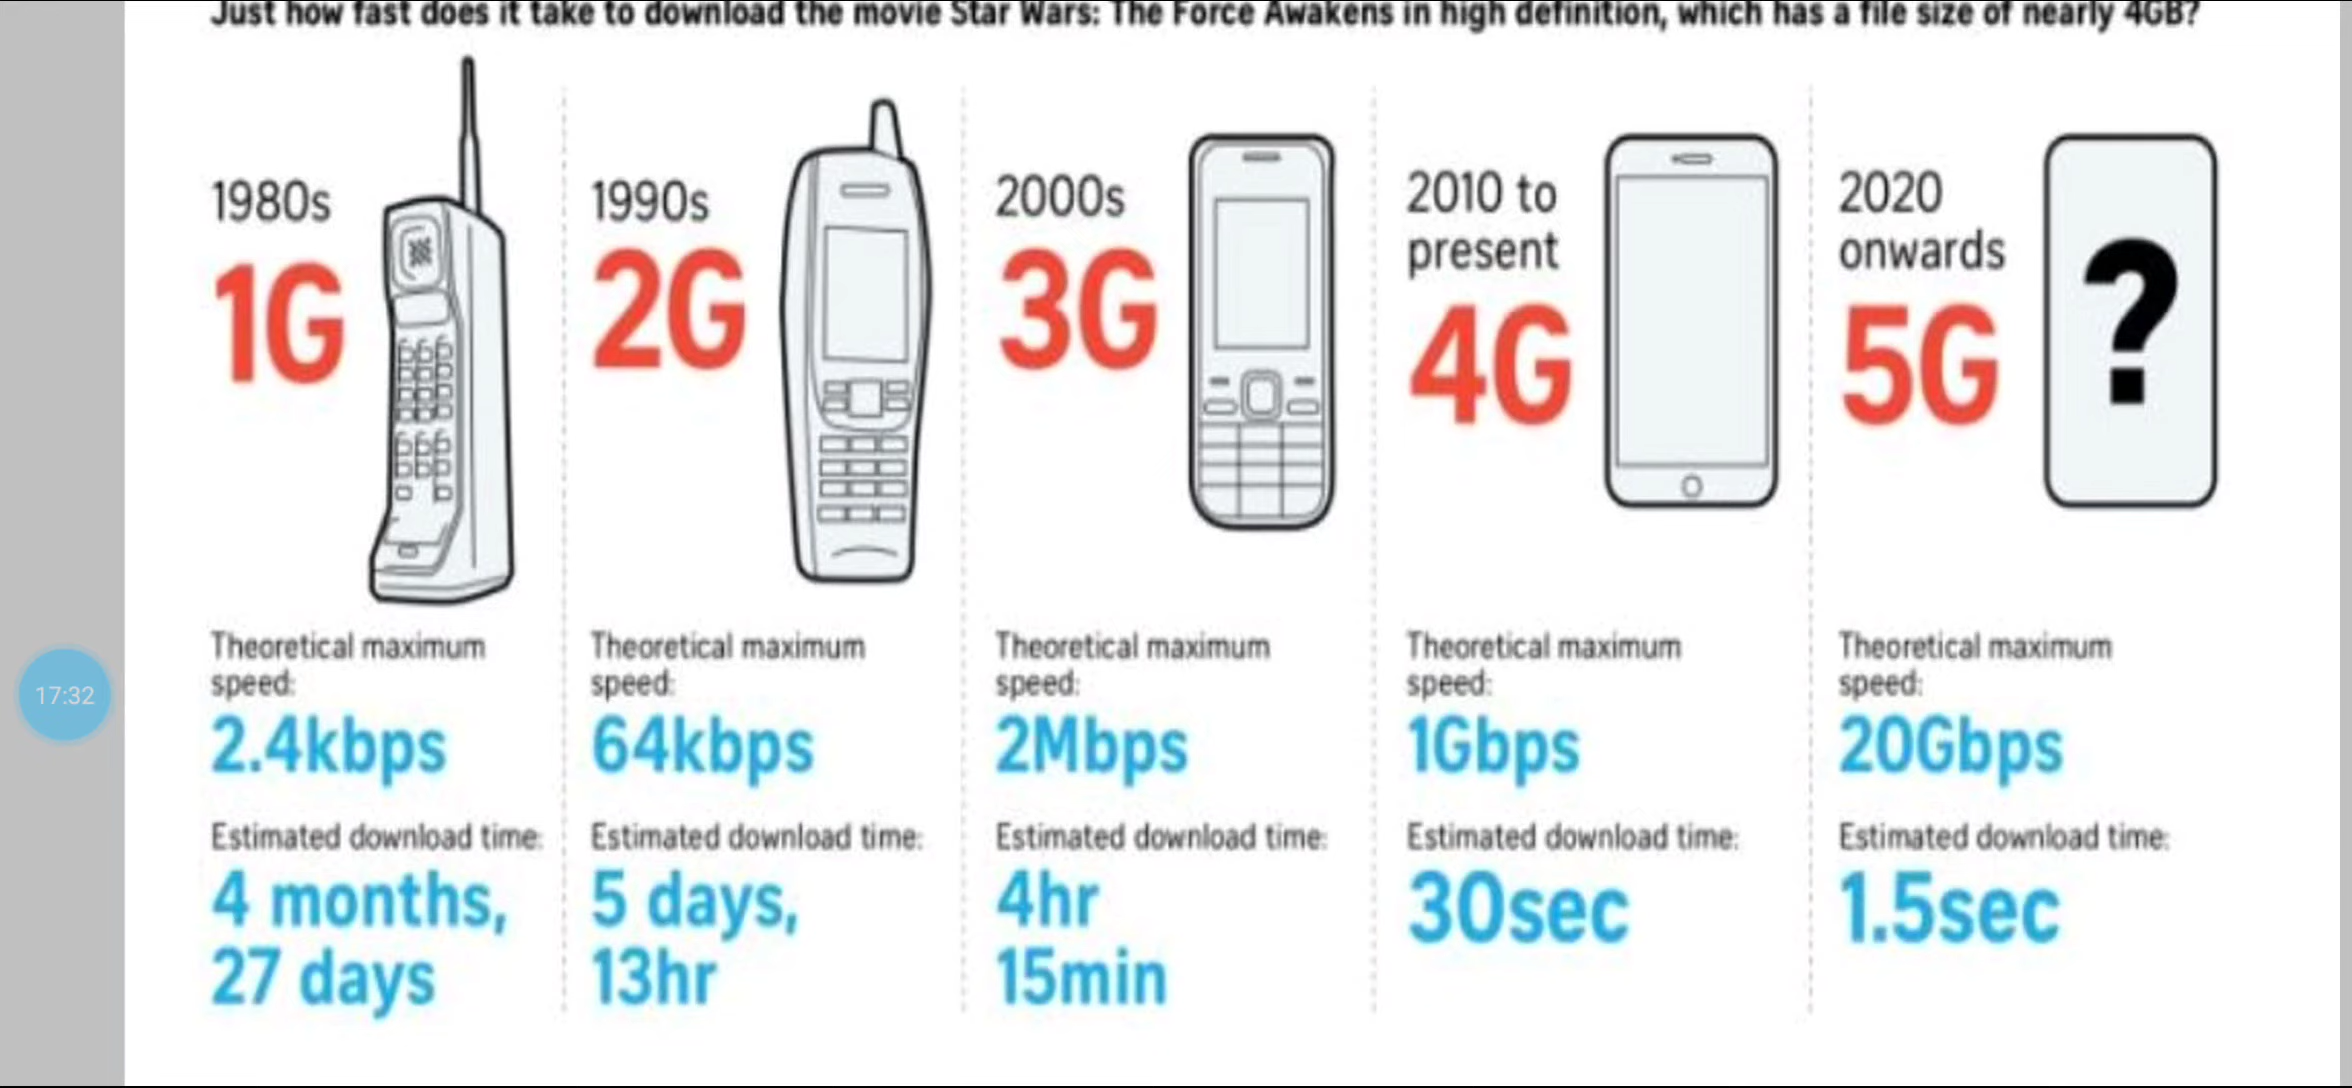 Just how fast does it take to download the movie Star Wars: The Force Awakens in high definition, which has a file size of nearly 4GB?
1980s
1G
Theoretical maximum
speed:
2.4kbps
Estimated download time:
4 months,
27 days
1990s
2G
Theoretical maximum
speed:
64kbps
Estimated download time:
5 days,
13hr
2000s
3G
Theoretical maximum
speed:
2Mbps
Estimated download time:
4hr
15min
2010 to
present
4G
Theoretical maximum
speed:
1Gbps
Estimated download time:
30sec
2020
onwards
5G
?
Theoretical maximum
speed:
20Gbps
Estimated download time:
1.5sec
17:32